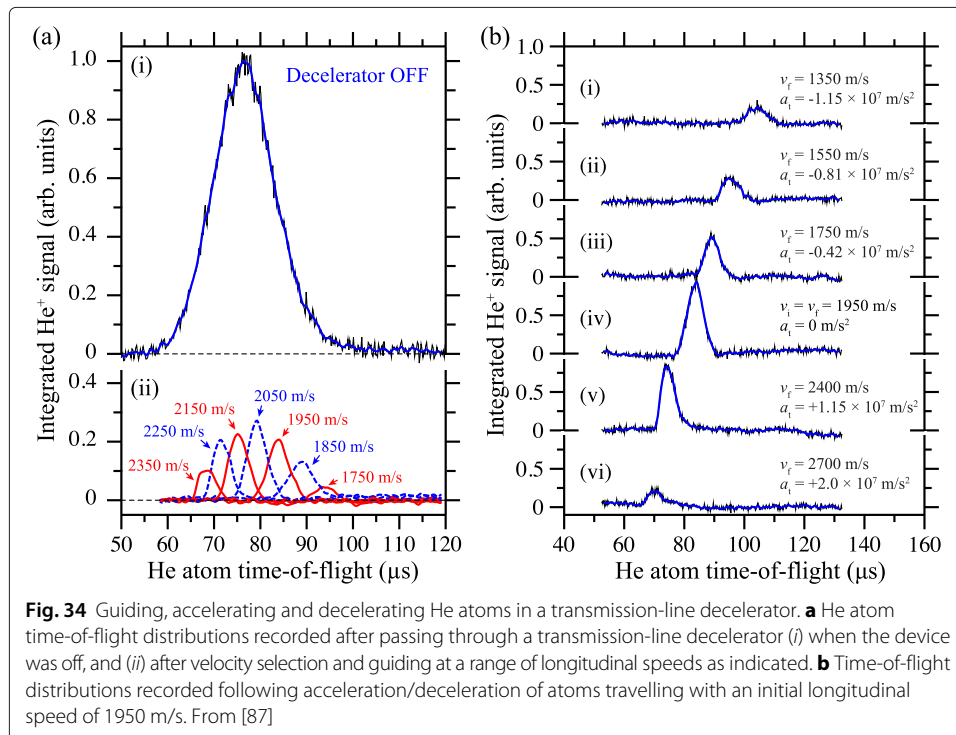 (a)
(i)
Decelerator OFF
Integrated He⁺ signal (arb. units)
1.0
0.8
0.6
0.4
0.2
0
(ii)
0.4
0.2
0
2050 m/s
2150 m/s
1950 m/s
2250 m/s
1850 m/s
2350 m/s
1750 m/s
50 60 70 80 90 100 110 120
He atom time-of-flight (µs)
(b)
Integrated He⁺ signal (arb. units)
1.0
0.5
0
(i)
v_f = 1350 m/s
a_t = -1.15 × 10⁷ m/s²
0.5
0
(ii)
v_f = 1550 m/s
a_t = -0.81 × 10⁷ m/s²
0.5
0
(iii)
v_f = 1750 m/s
a_t = -0.42 × 10⁷ m/s²
0.5
0
(iv)
v_i = v_f = 1950 m/s
a_t = 0 m/s²
0.5
0
(v)
v_f = 2400 m/s
a_t = +1.15 × 10⁷ m/s²
0.5
0
(vi)
v_f = 2700 m/s
a_t = +2.0 × 10⁷ m/s²
40 60 80 100 120 140 160
He atom time-of-flight (µs)
Fig. 34 Guiding, accelerating and decelerating He atoms in a transmission-line decelerator. a He atom
time-of-flight distributions recorded after passing through a transmission-line decelerator (i) when the device
was off, and (ii) after velocity selection and guiding at a range of longitudinal speeds as indicated. b Time-of-flight
distributions recorded following acceleration/deceleration of atoms travelling with an initial longitudinal
speed of 1950 m/s. From [87]